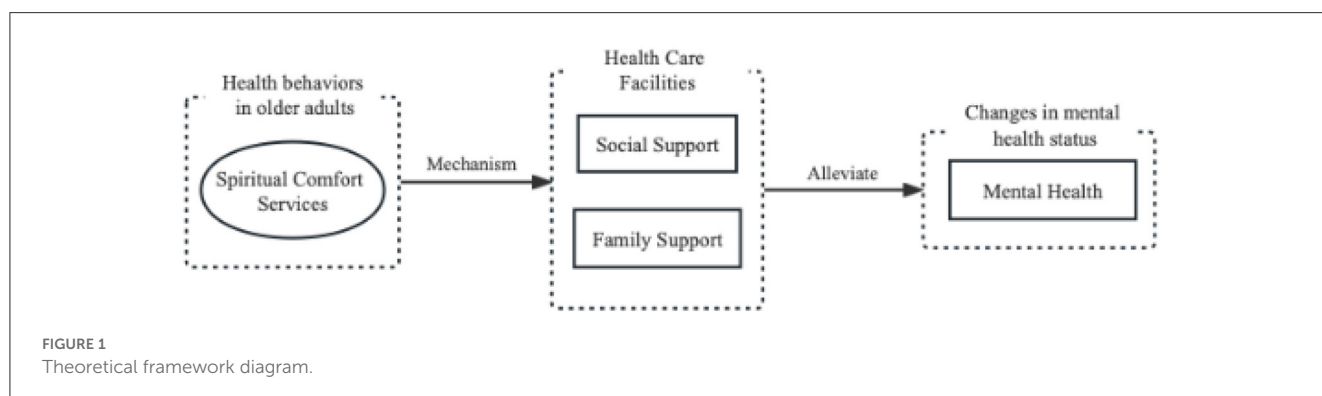 Health behaviors
in older adults
Spiritual Comfort
Services
Mechanism
Health Care
Facilities
Social Support
Family Support
Alleviate
Changes in mental
health status
Mental Health
FIGURE 1
Theoretical framework diagram.